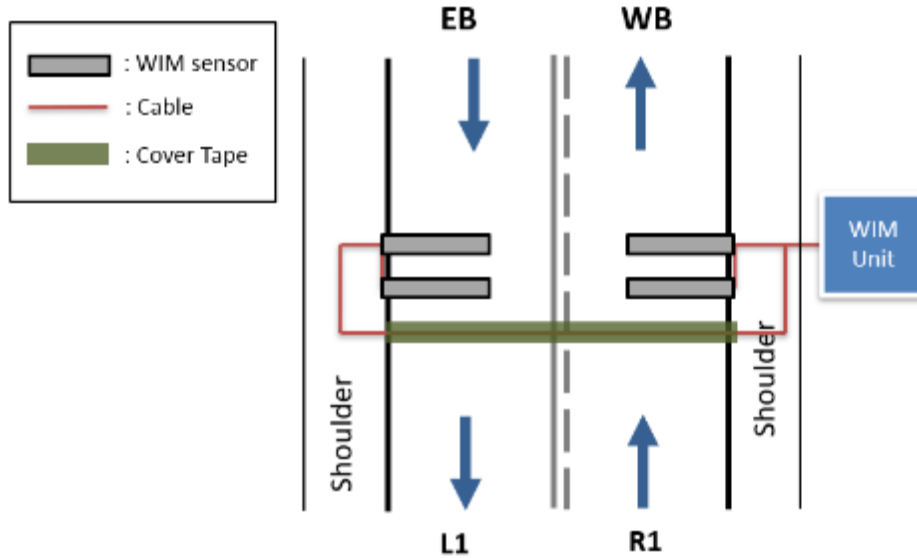 EB
WB
: WIM sensor
: Cable
: Cover Tape
WIM
Unit
Shoulder
Shoulder
L1
R1